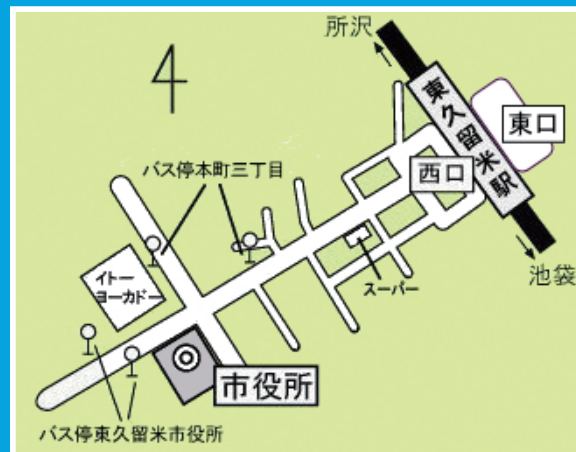 所沢
東久留米駅
東口
西口
バス停本町三丁目
池袋
スーパー
イトー
ヨーカドー
市役所
バス停東久留米市役所